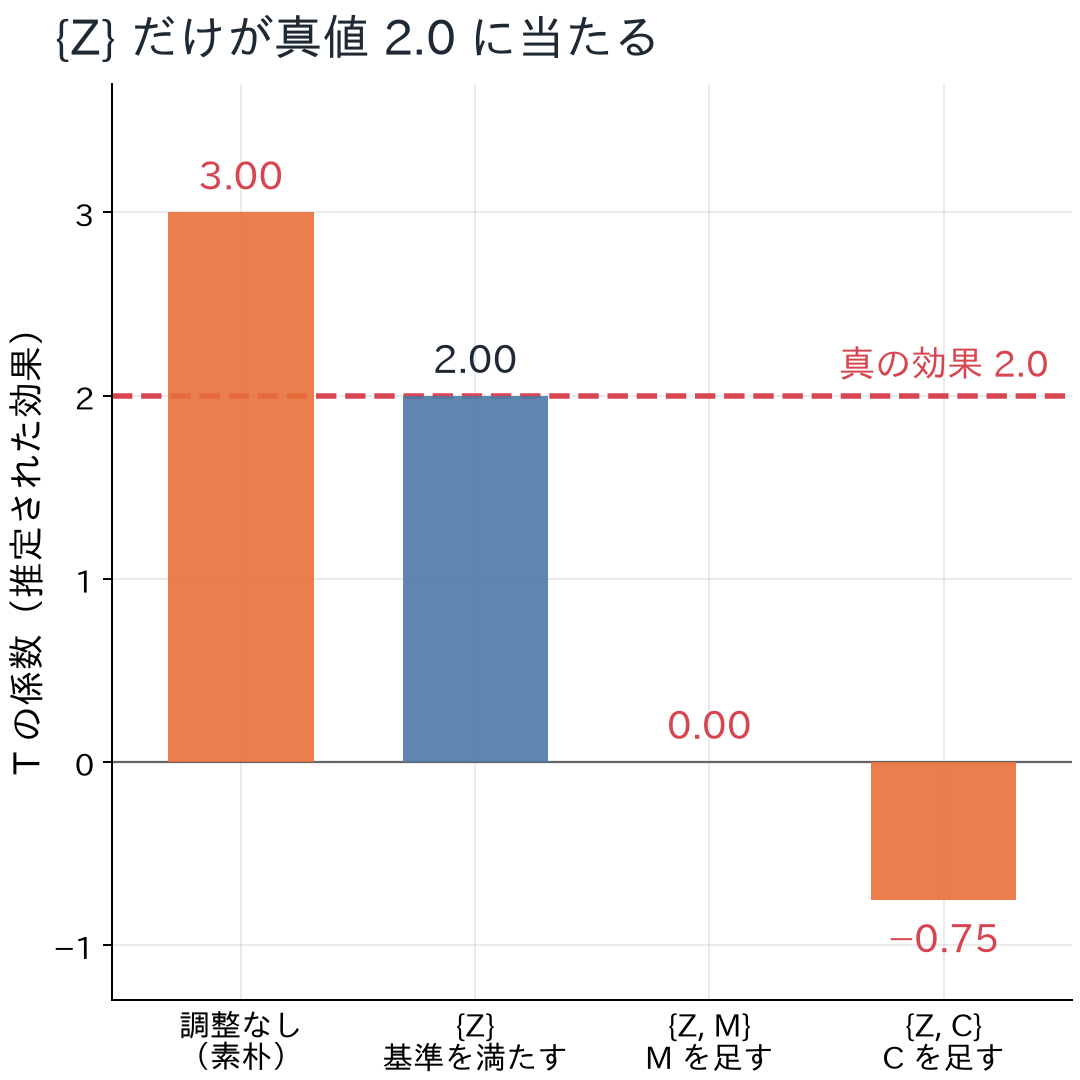 {Z} だけが真値 2.0 に当たる
T の係数（推定された効果）
3
2
1
0
−1
3.00
2.00
0.00
−0.75
真の効果 2.0
調整なし
（素朴）
{Z}
基準を満たす
{Z, M}
M を足す
{Z, C}
C を足す